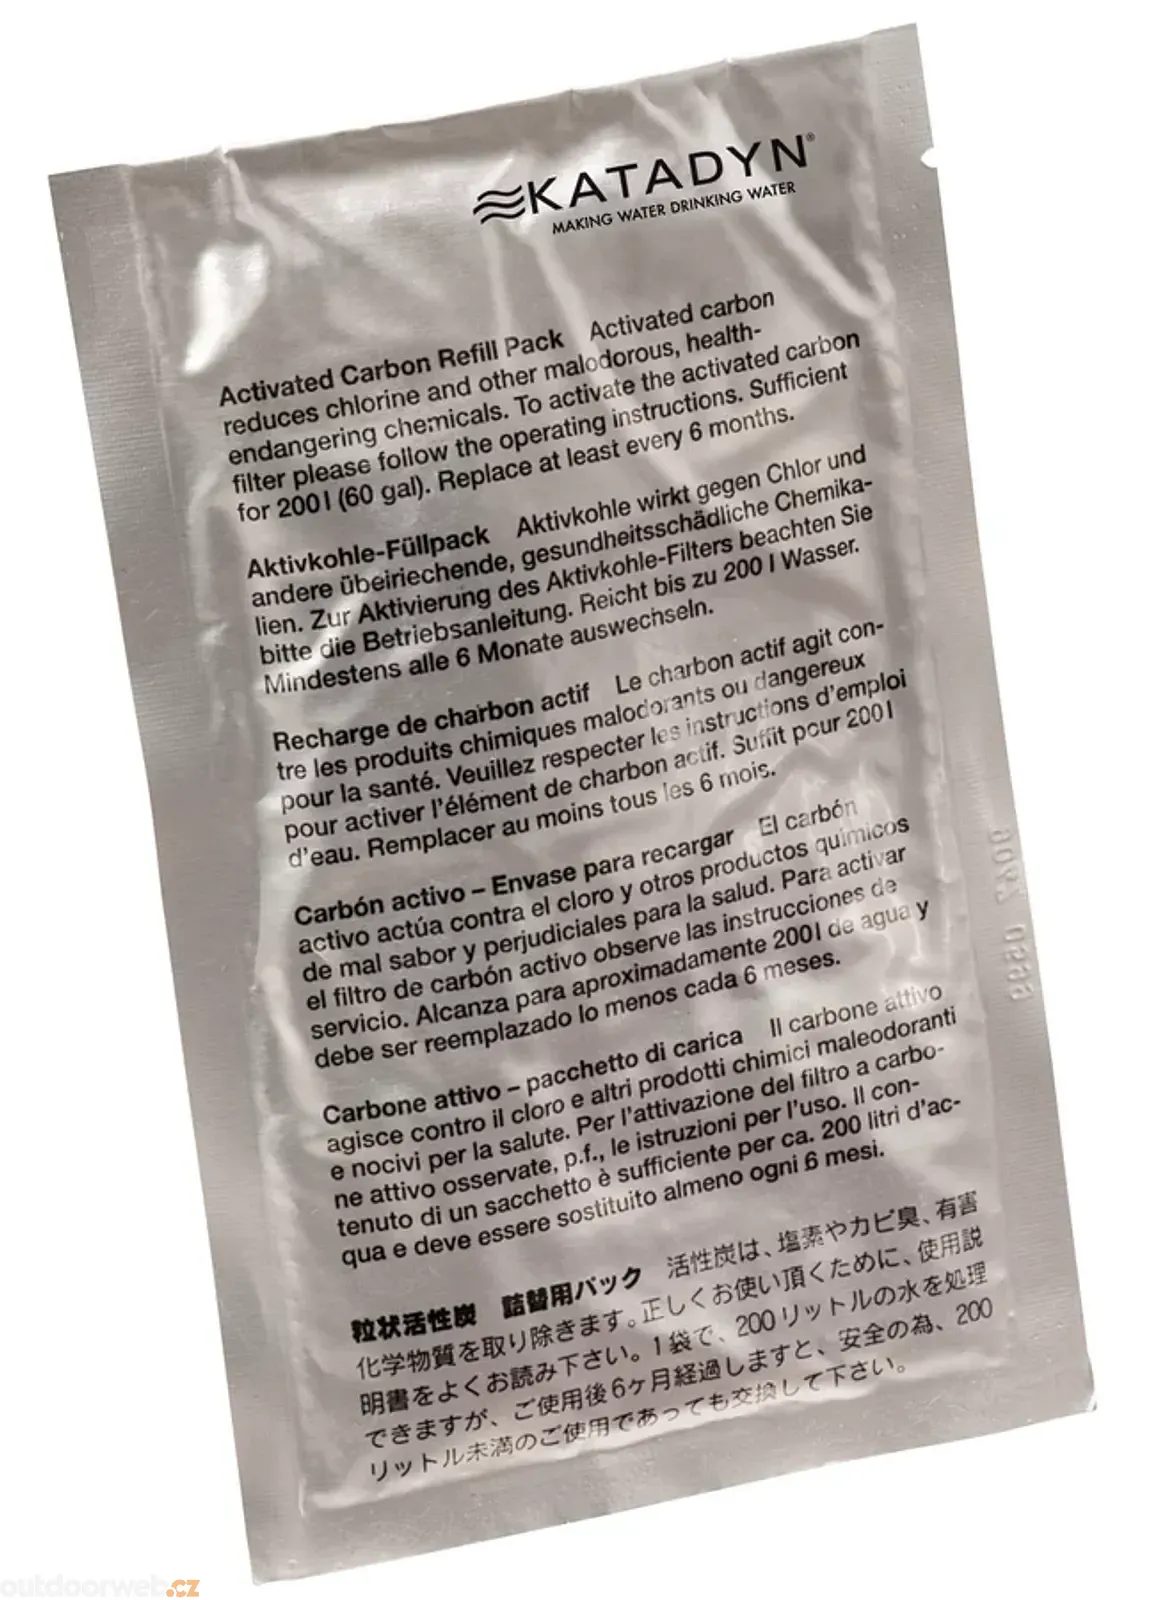 KATADYN®
MAKING WATER DRINKING WATER
Activated Carbon Refill Pack Activated carbon
reduces chlorine and other malodorous, health-
endangering chemicals. To activate the activated carbon
filter please follow the operating instructions. Sufficient
for 200 l (60 gal). Replace at least every 6 months.
Aktivkohle-Füllpack Aktivkohle wirkt gegen Chlor und
andere übeiriechende, gesundheitsschädliche Chemika-
lien. Zur Aktivierung des Aktivkohle-Filters beachten Sie
bitte die Betriebsanleitung. Reicht bis zu 200 l Wasser.
Mindestens alle 6 Monate auswechseln.
Recharge de charbon actif Le charbon actif agit con-
tre les produits chimiques malodorants ou dangereux
pour la santé. Veuillez respecter les instructions d'emploi
pour activer l'élément de charbon actif. Suffit pour 200 l
d'eau. Remplacer au moins tous les 6 mois.
Carbón activo – Envase para recargar El carbón
activo actúa contra el cloro y otros productos químicos
de mal sabor y perjudiciales para la salud. Para activar
el filtro de carbón activo observe las instrucciones de
servicio. Alcanza para aproximadamente 200 l de agua y
debe ser reemplazado lo menos cada 6 meses.
Carbone attivo – pacchetto di carica Il carbone attivo
agisce contro il cloro e altri prodotti chimici maleodoranti
e nocivi per la salute. Per l'attivazione del filtro a carbo-
ne attivo osservate, p.f., le istruzioni per l'uso. Il con-
tenuto di un sacchetto è sufficiente per ca. 200 litri d'ac-
qua e deve essere sostituito almeno ogni 6 mesi.
粒状活性炭 詰替用パック 活性炭は、塩素やカビ臭、有害
化学物質を取り除きます。正しくお使い頂くために、使用説
明書をよくお読み下さい。1袋で、200リットルの水を処理
できますが、ご使用後6ヶ月経過しますと、安全の為、200
リットル未満のご使用であっても交換して下さい。
outdoorweb.cz